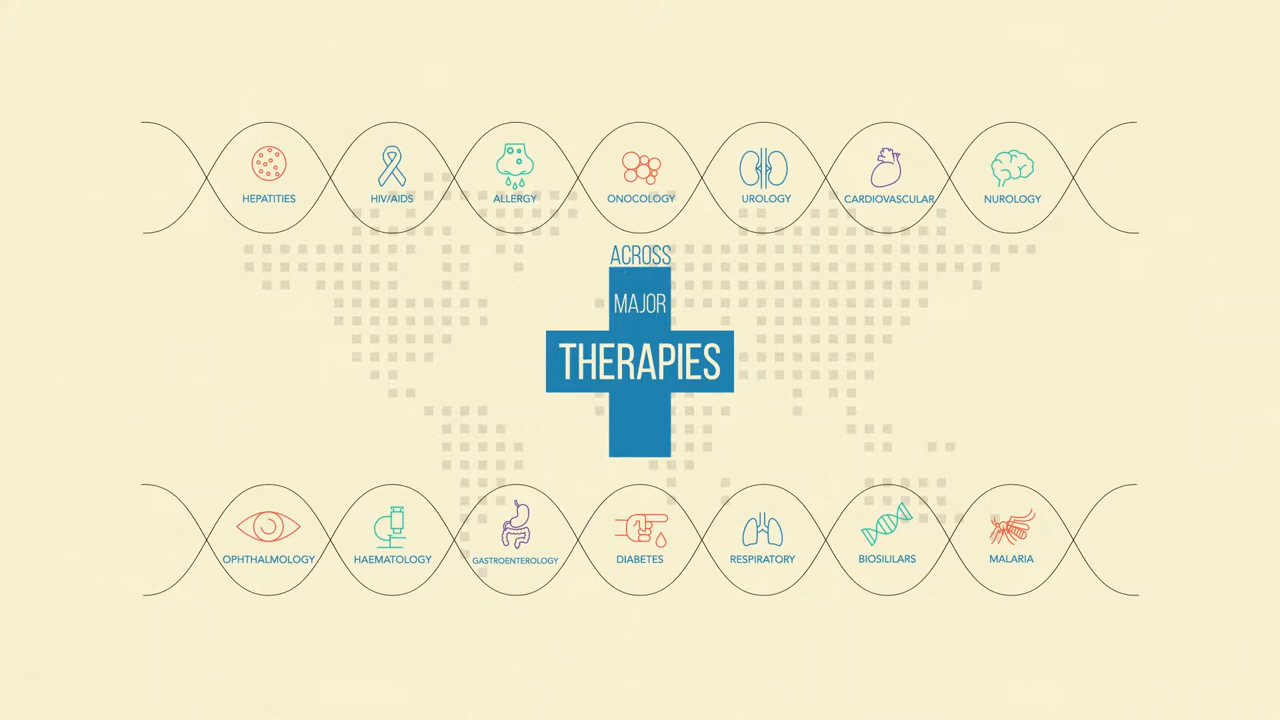 HEPATITIES
HIV/AIDS
ALLERGY
ONOCOLOGY
UROLOGY
CARDIOVASCULAR
NUROLOGY
ACROSS
MAJOR
THERAPIES
OPHTHALMOLOGY
HAEMATOLOGY
GASTROENTEROLOGY
DIABETES
RESPIRATORY
BIOSILILARS
MALARIA